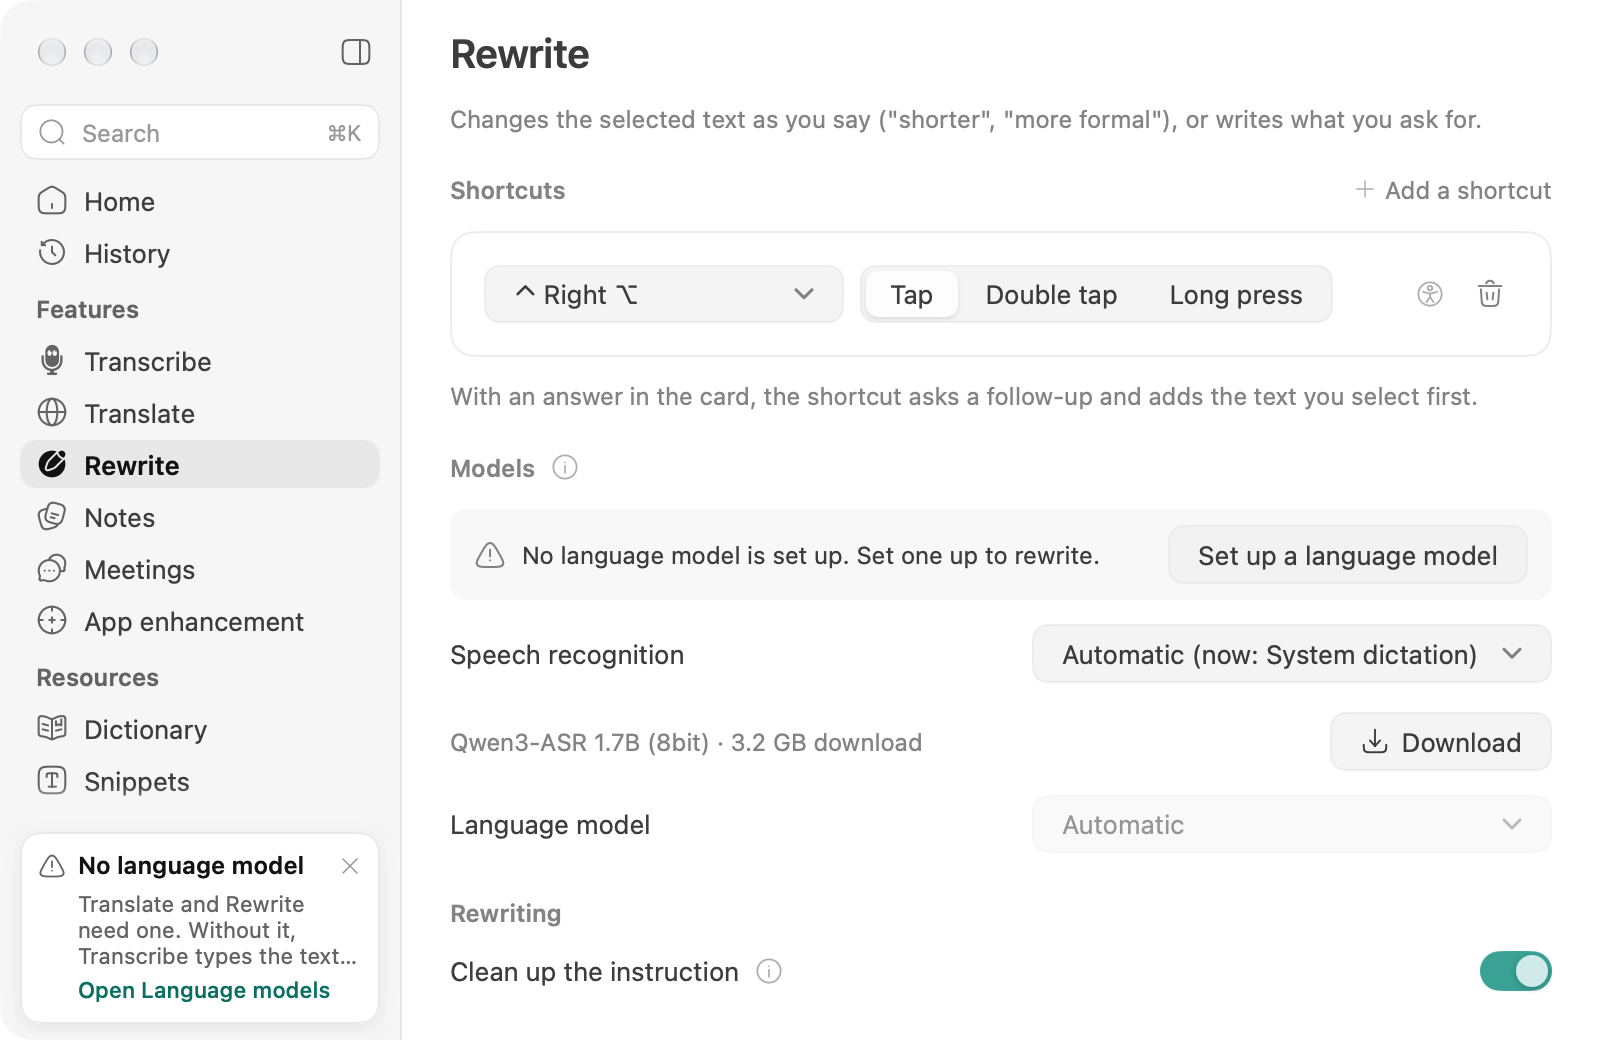 Search ⌘K
Home
History
Features
Transcribe
Translate
Rewrite
Notes
Meetings
App enhancement
Resources
Dictionary
Snippets
No language model
Translate and Rewrite
need one. Without it,
Transcribe types the text...
Open Language models
Rewrite
Changes the selected text as you say ("shorter", "more formal"), or writes what you ask for.
Shortcuts + Add a shortcut
⌃ Right ⌥ Tap Double tap Long press
With an answer in the card, the shortcut asks a follow-up and adds the text you select first.
Models
No language model is set up. Set one up to rewrite. Set up a language model
Speech recognition Automatic (now: System dictation)
Qwen3-ASR 1.7B (8bit) · 3.2 GB download Download
Language model Automatic
Rewriting
Clean up the instruction